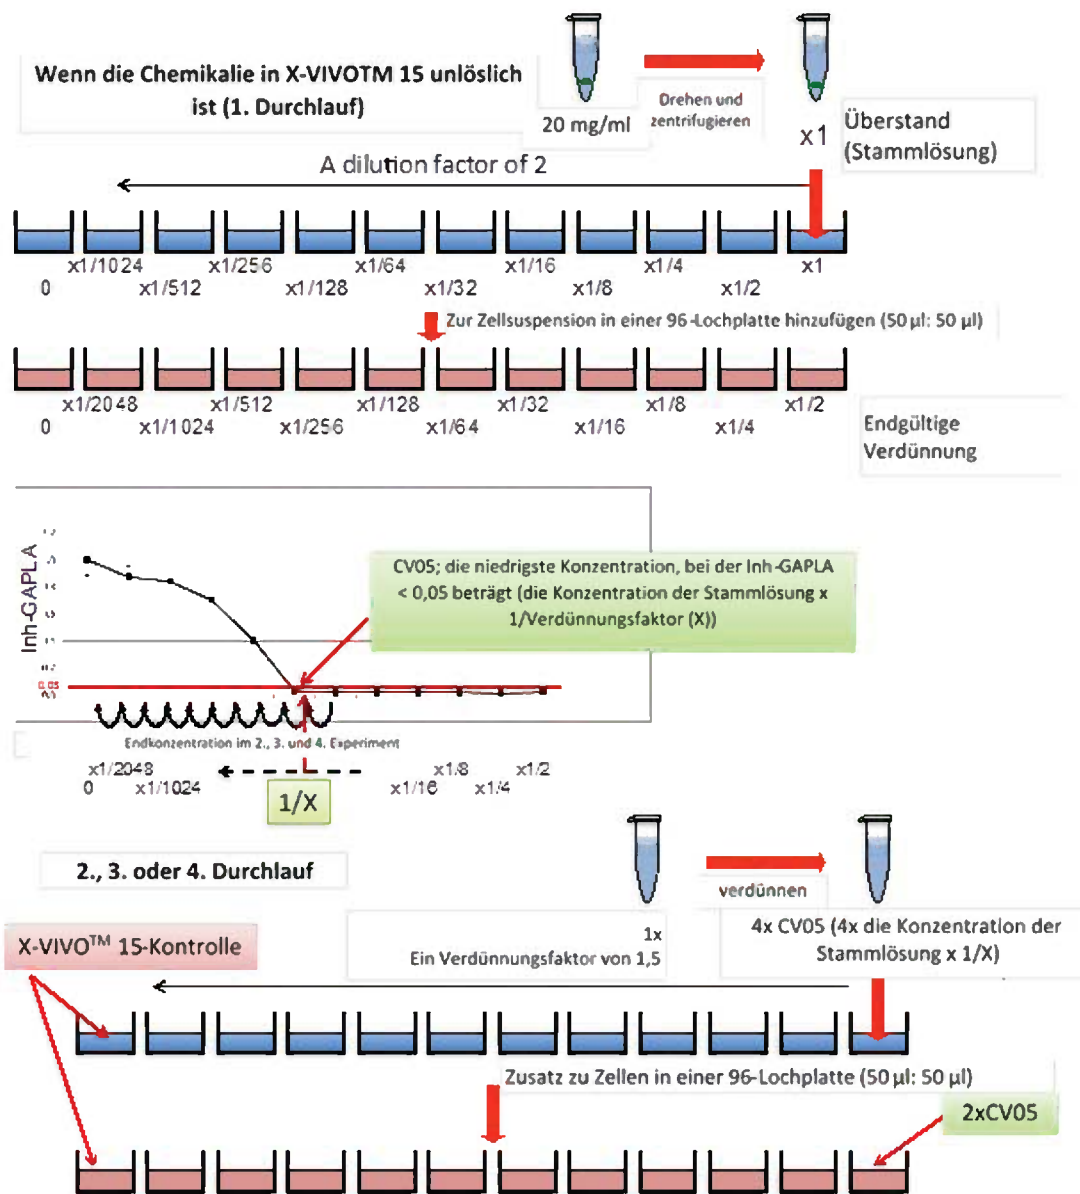 Wenn die Chemikalie in X-VIVOTM 15 unlöslich
ist (1. Durchlauf)
20 mg/ml
Drehen und
zentrifugieren
x1
Überstand
(Stammlösung)
A dilution factor of 2
x1/1024 x1/256 x1/64 x1/16 x1/4 x1
0 x1/512 x1/128 x1/32 x1/8 x1/2
Zur Zellsuspension in einer 96-Lochplatte hinzufügen (50 µl: 50 µl)
x1/2048 x1/512 x1/128 x1/32 x1/8 x1/2
0 x1/1024 x1/256 x1/64 x1/16 x1/4
Endgültige
Verdünnung
Inh-GAPLA
CV05; die niedrigste Konzentration, bei der Inh-GAPLA
< 0,05 beträgt (die Konzentration der Stammlösung x
1/Verdünnungsfaktor (X))
Endkonzentration im 2., 3. und 4. Experiment
x1/2048 x1/8 x1/2
0 x1/1024 x1/16 x1/4
1/X
2., 3. oder 4. Durchlauf
verdünnen
X-VIVO™ 15-Kontrolle
1x
Ein Verdünnungsfaktor von 1,5
4x CV05 (4x die Konzentration der
Stammlösung x 1/X)
Zusatz zu Zellen in einer 96-Lochplatte (50 µl: 50 µl)
2xCV05